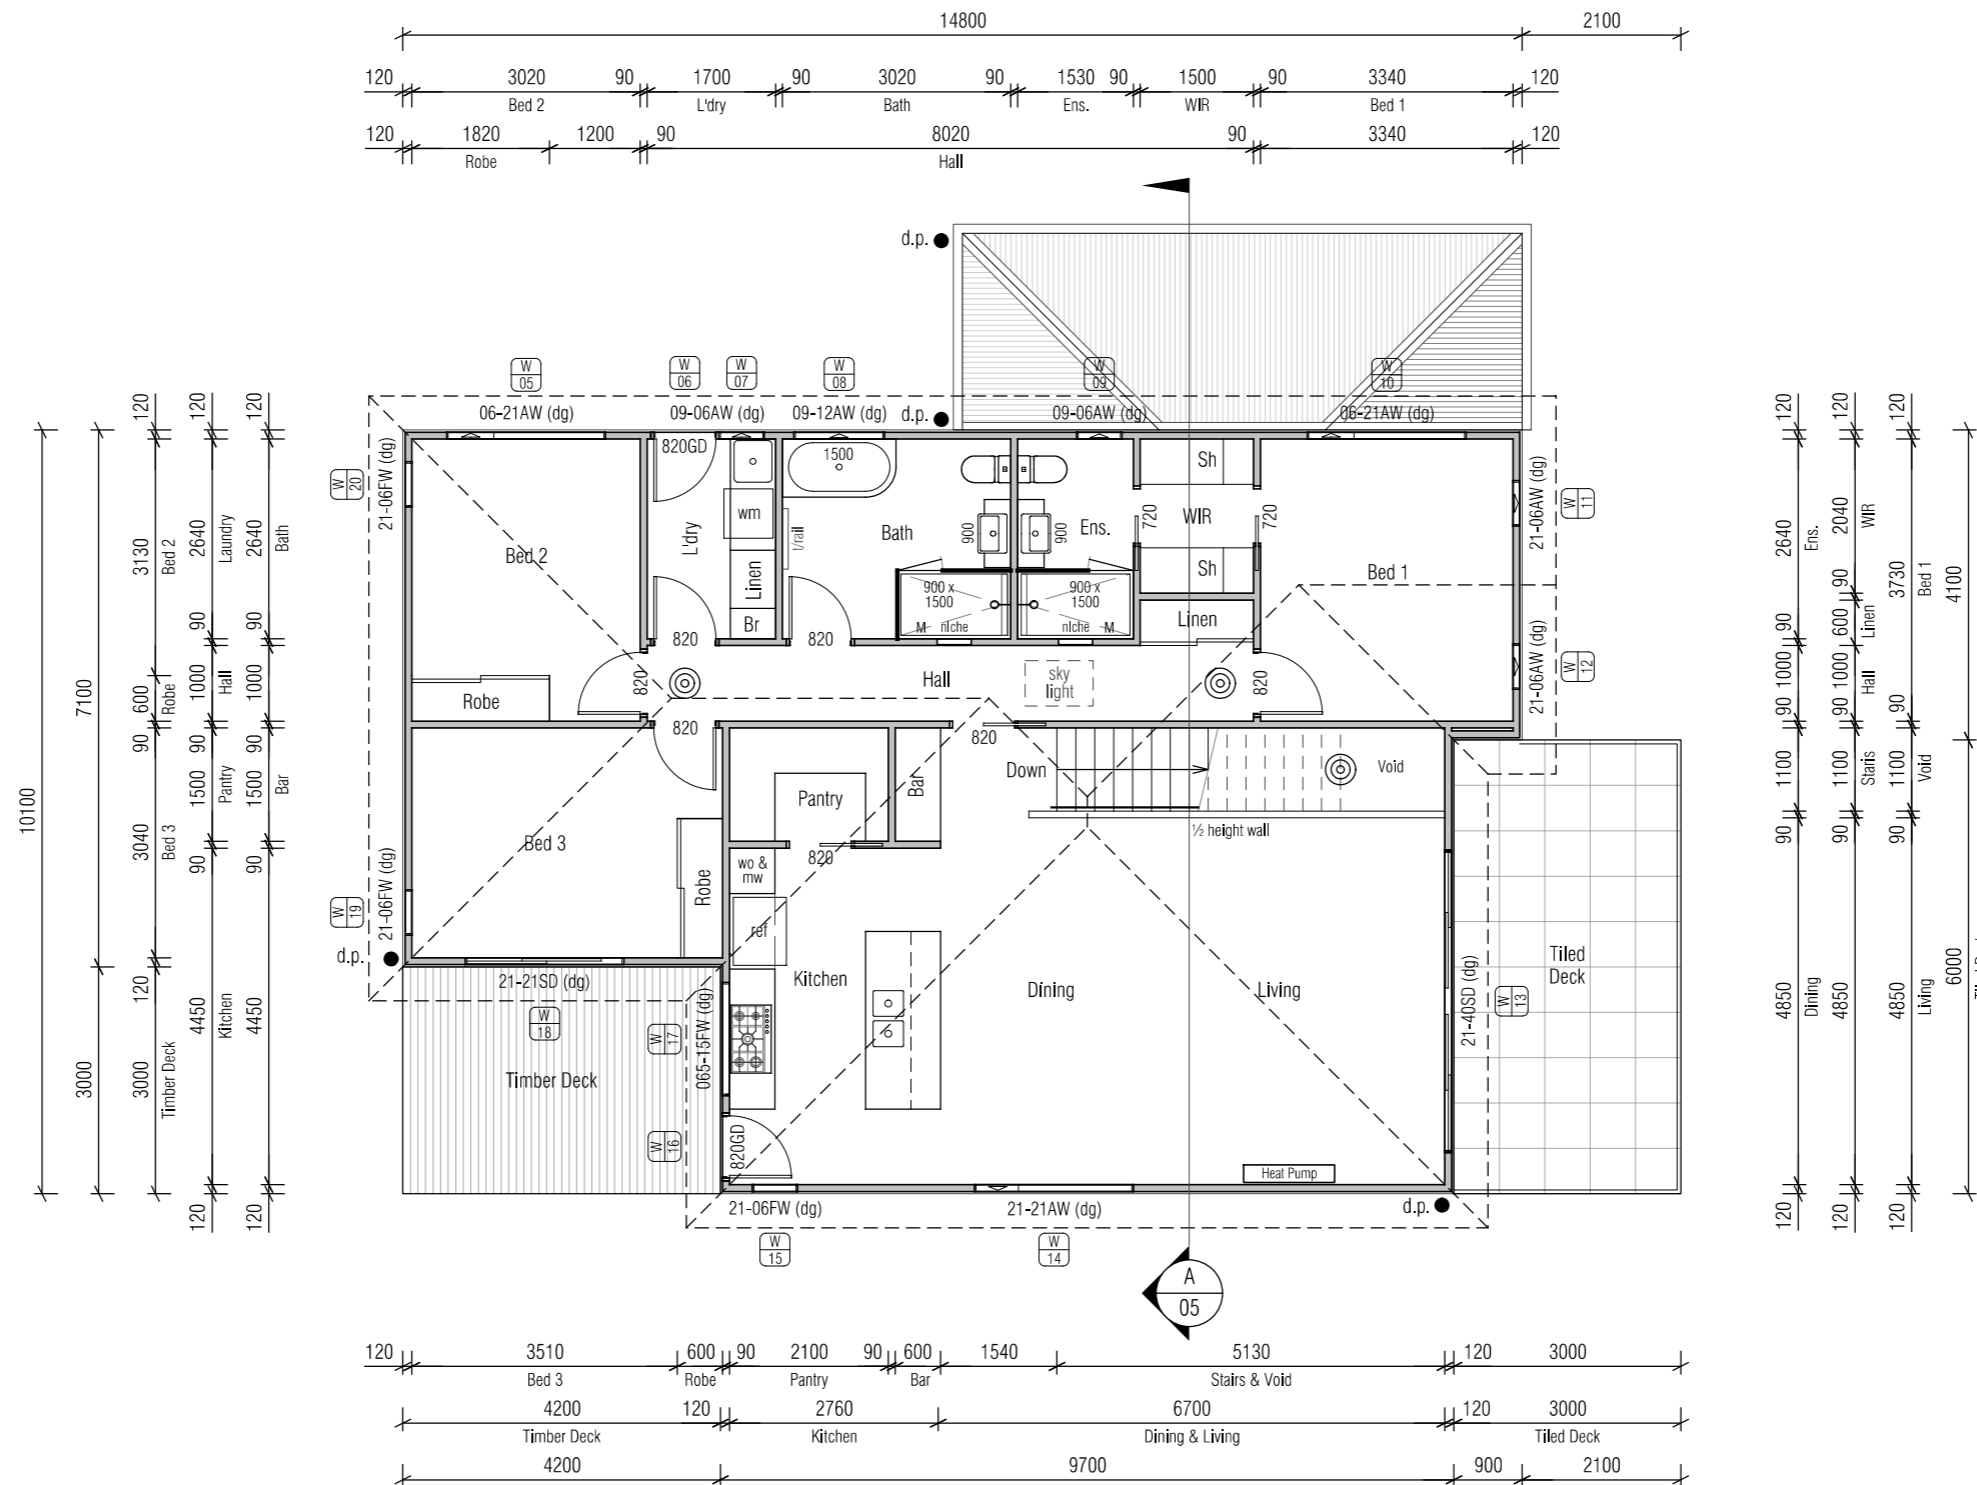 14800 2100
120 3020 90 1700 90 3020 90 1530 90 1500 90 3340 120
Bed 2 L'dry Bath Ens. WIR Bed 1
120 1820 1200 90 8020 90 3340 120
Robe Hall
d.p.
W 05
W 06
W 07
W 08
W 09
W 10
06-21AW (dg) 09-06AW (dg) 09-12AW (dg) d.p. 09-06AW (dg) 06-21AW (dg)
820GD
1500
Sh
W 20
21-06FW (dg)
wm
L'dry
t/rail
Bath
900
900
Ens.
720
WIR
720
21-06AW (dg)
W 11
Bed 2
Linen
Br
900 x
1500
M niche
900 x
1500
niche M
Sh
Linen
Bed 1
820 820
820
Hall
sky
light
820
21-06AW (dg)
W 12
Robe
820
820
Down
Void
Pantry
Bar
½ height wall
Bed 3
Robe
820
wo &
mw
ref
W 19
21-06FW (dg)
d.p.
21-21SD (dg)
W 18
Timber Deck
W 17
065-15FW (dg)
W 16
820GD
Kitchen
Dining
Living
21-40SD (dg)
W 13
Tiled
Deck
Heat Pump
21-06FW (dg) 21-21AW (dg) d.p.
W 15
W 14
A
05
10100
7100
3000
120
3130
Bed 2
600
Robe
90
3040
Bed 3
120
3000
Timber Deck
120
2640
Laundry
90
1000
Hall
90
1500
Pantry
90
4450
Kitchen
120
120
2640
Bath
90
1000
90
1500
Bar
90
4450
120
120
2640
Ens.
90
1000
90
1100
90
4850
Dining
120
120
2040
WIR
90
600
Linen
1000
Hall
90
1100
Staris
90
4850
120
120
3730
Bed 1
90
1100
Void
90
4850
Living
120
4100
6000
120 3510 600 90 2100 90 600 1540 5130 120 3000
Bed 3 Robe Pantry Bar Stairs & Void
4200 120 2760 6700 120 3000
Timber Deck Kitchen Dining & Living Tiled Deck
4200 9700 900 2100